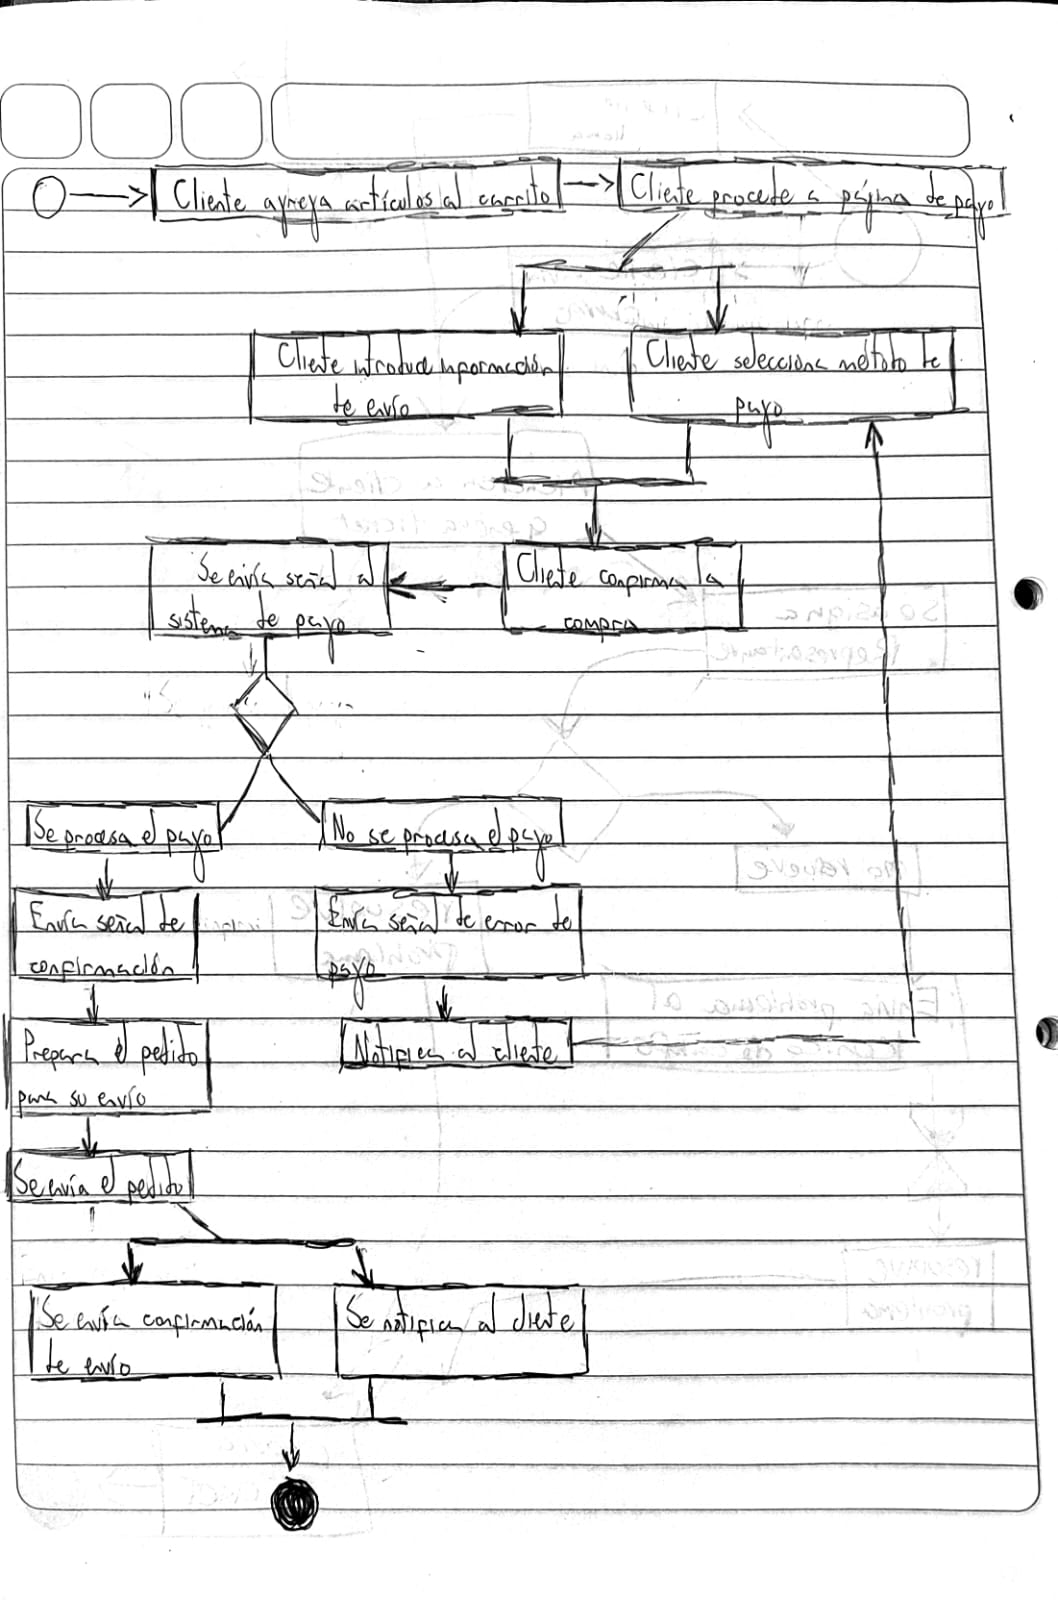 Cliente agrega artículos al carrito
Cliente procede a página de pago
Cliente introduce información
de envío
Cliente selecciona método de
pago
Se envía señal al
sistema de pago
Cliente confirma la
compra
Se procesa el pago
No se procesa el pago
Envía señal de
confirmación
Envía señal de error de
pago
Prepara el pedido
para su envío
Notifica al cliente
Se envía el pedido
Se envía confirmación
de envío
Se notifica al cliente